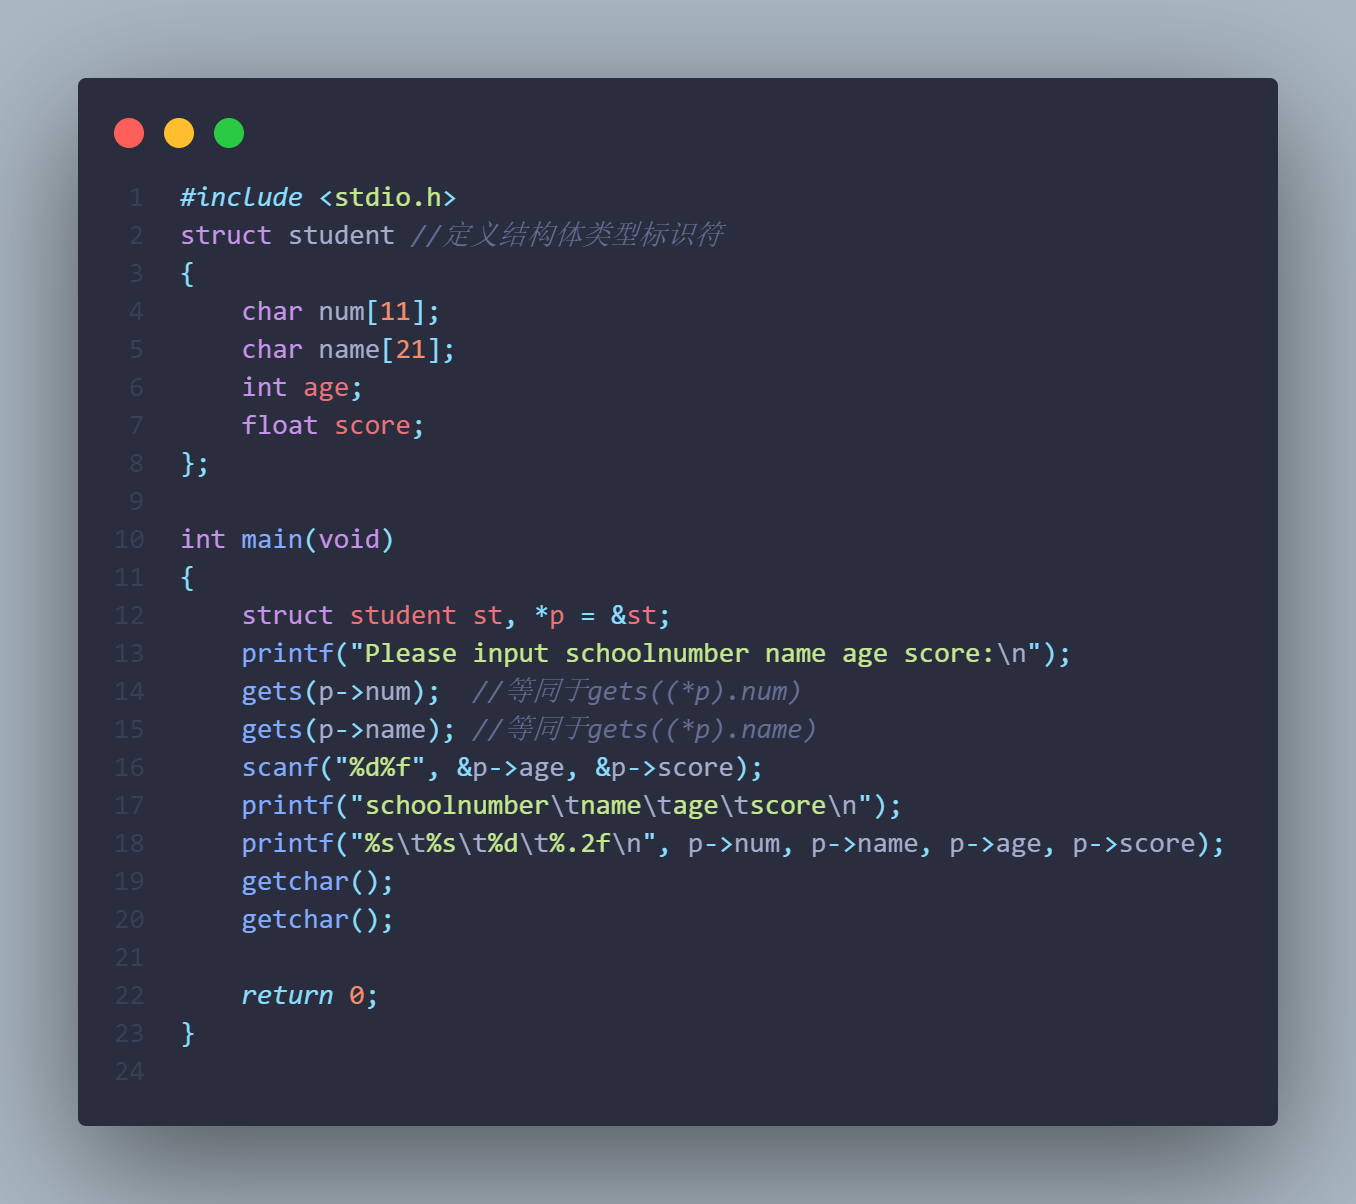 1 #include <stdio.h>
2 struct student //定义结构体类型标识符
3 {
4     char num[11];
5     char name[21];
6     int age;
7     float score;
8 };
9
10 int main(void)
11 {
12     struct student st, *p = &st;
13     printf("Please input schoolnumber name age score:\n");
14     gets(p->num);  //等同于gets((*p).num)
15     gets(p->name); //等同于gets((*p).name)
16     scanf("%d%f", &p->age, &p->score);
17     printf("schoolnumber\tname\tage\tscore\n");
18     printf("%s\t%s\t%d\t%.2f\n", p->num, p->name, p->age, p->score);
19     getchar();
20     getchar();
21
22     return 0;
23 }
24